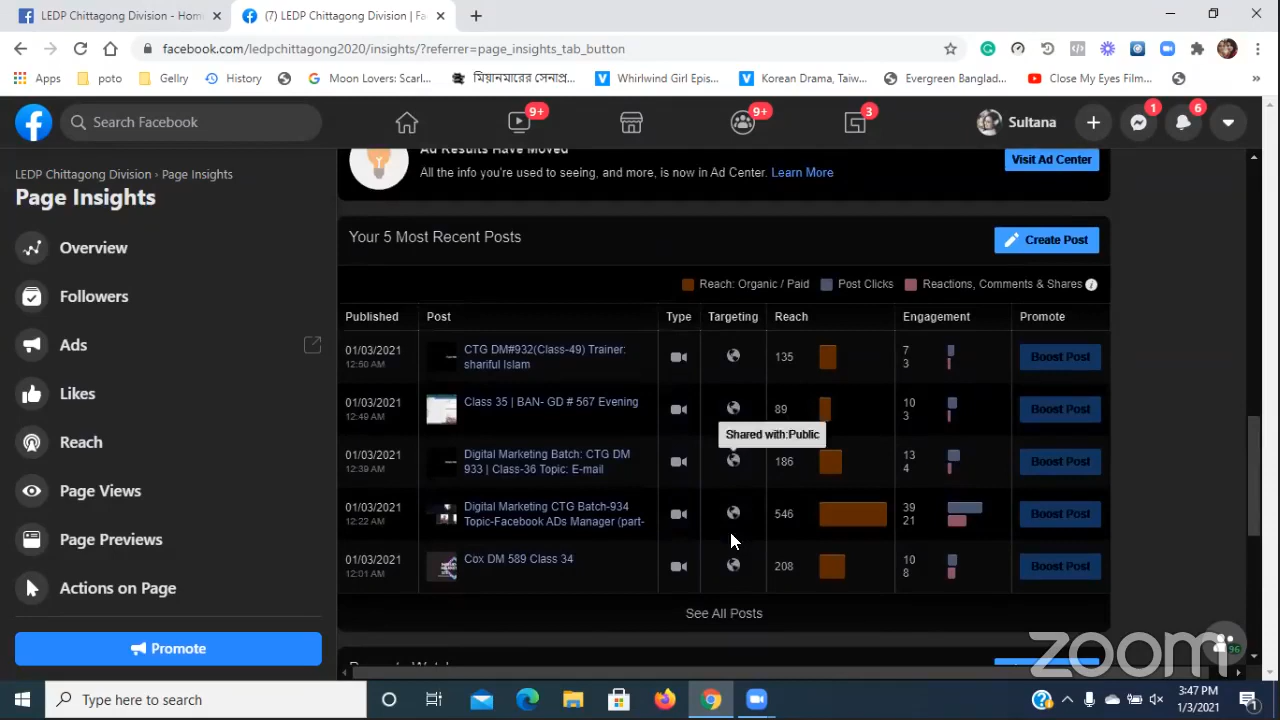 LEDP Chittagong Division - Home
(7) LEDP Chittagong Division | Fa
facebook.com/ledpchittagong2020/insights/?referrer=page_insights_tab_button
Apps
poto
Gellry
History
Moon Lovers: Scarl...
মিয়ানমারের সেনাপ্র...
Whirlwind Girl Epis...
Korean Drama, Taiw...
Evergreen Banglad...
Close My Eyes Film...
»
Search Facebook
9+
9+
3
Sultana
1
6
LEDP Chittagong Division › Page Insights
Page Insights
Overview
Followers
Ads
Likes
Reach
Page Views
Page Previews
Actions on Page
Promote
Ad Results Have Moved
All the info you're used to seeing, and more, is now in Ad Center. Learn More
Visit Ad Center
Your 5 Most Recent Posts
Create Post
Reach: Organic / Paid Post Clicks Reactions, Comments & Shares i
Published Post Type Targeting Reach Engagement Promote
01/03/2021
12:50 AM
CTG DM#932(Class-49) Trainer:
shariful Islam
135
7
3
Boost Post
01/03/2021
12:49 AM
Class 35 | BAN- GD # 567 Evening
89
10
3
Boost Post
Shared with:Public
01/03/2021
12:39 AM
Digital Marketing Batch: CTG DM
933 | Class-36 Topic: E-mail
186
13
4
Boost Post
01/03/2021
12:22 AM
Digital Marketing CTG Batch-934
Topic-Facebook ADs Manager (part-
546
39
21
Boost Post
01/03/2021
12:01 AM
Cox DM 589 Class 34
208
10
8
Boost Post
See All Posts
zoom
96
Type here to search
3:47 PM
1/3/2021
1